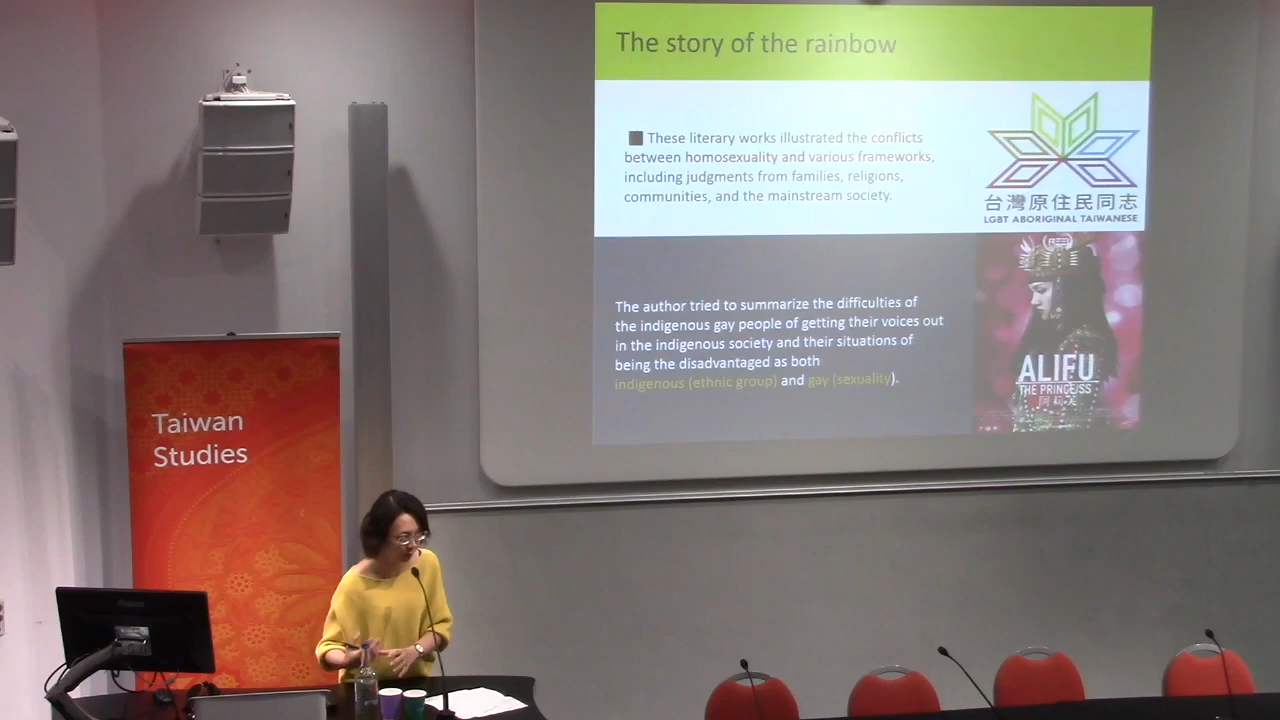 The story of the rainbow
These literary works illustrated the conflicts
between homosexuality and various frameworks,
including judgments from families, religions,
communities, and the mainstream society.
台灣原住民同志
LGBT ABORIGINAL TAIWANESE
The author tried to summarize the difficulties of
the indigenous gay people of getting their voices out
in the indigenous society and their situations of
being the disadvantaged as both
indigenous (ethnic group) and gay (sexuality).
ALIFU
THE PRINCE/SS
Taiwan
Studies